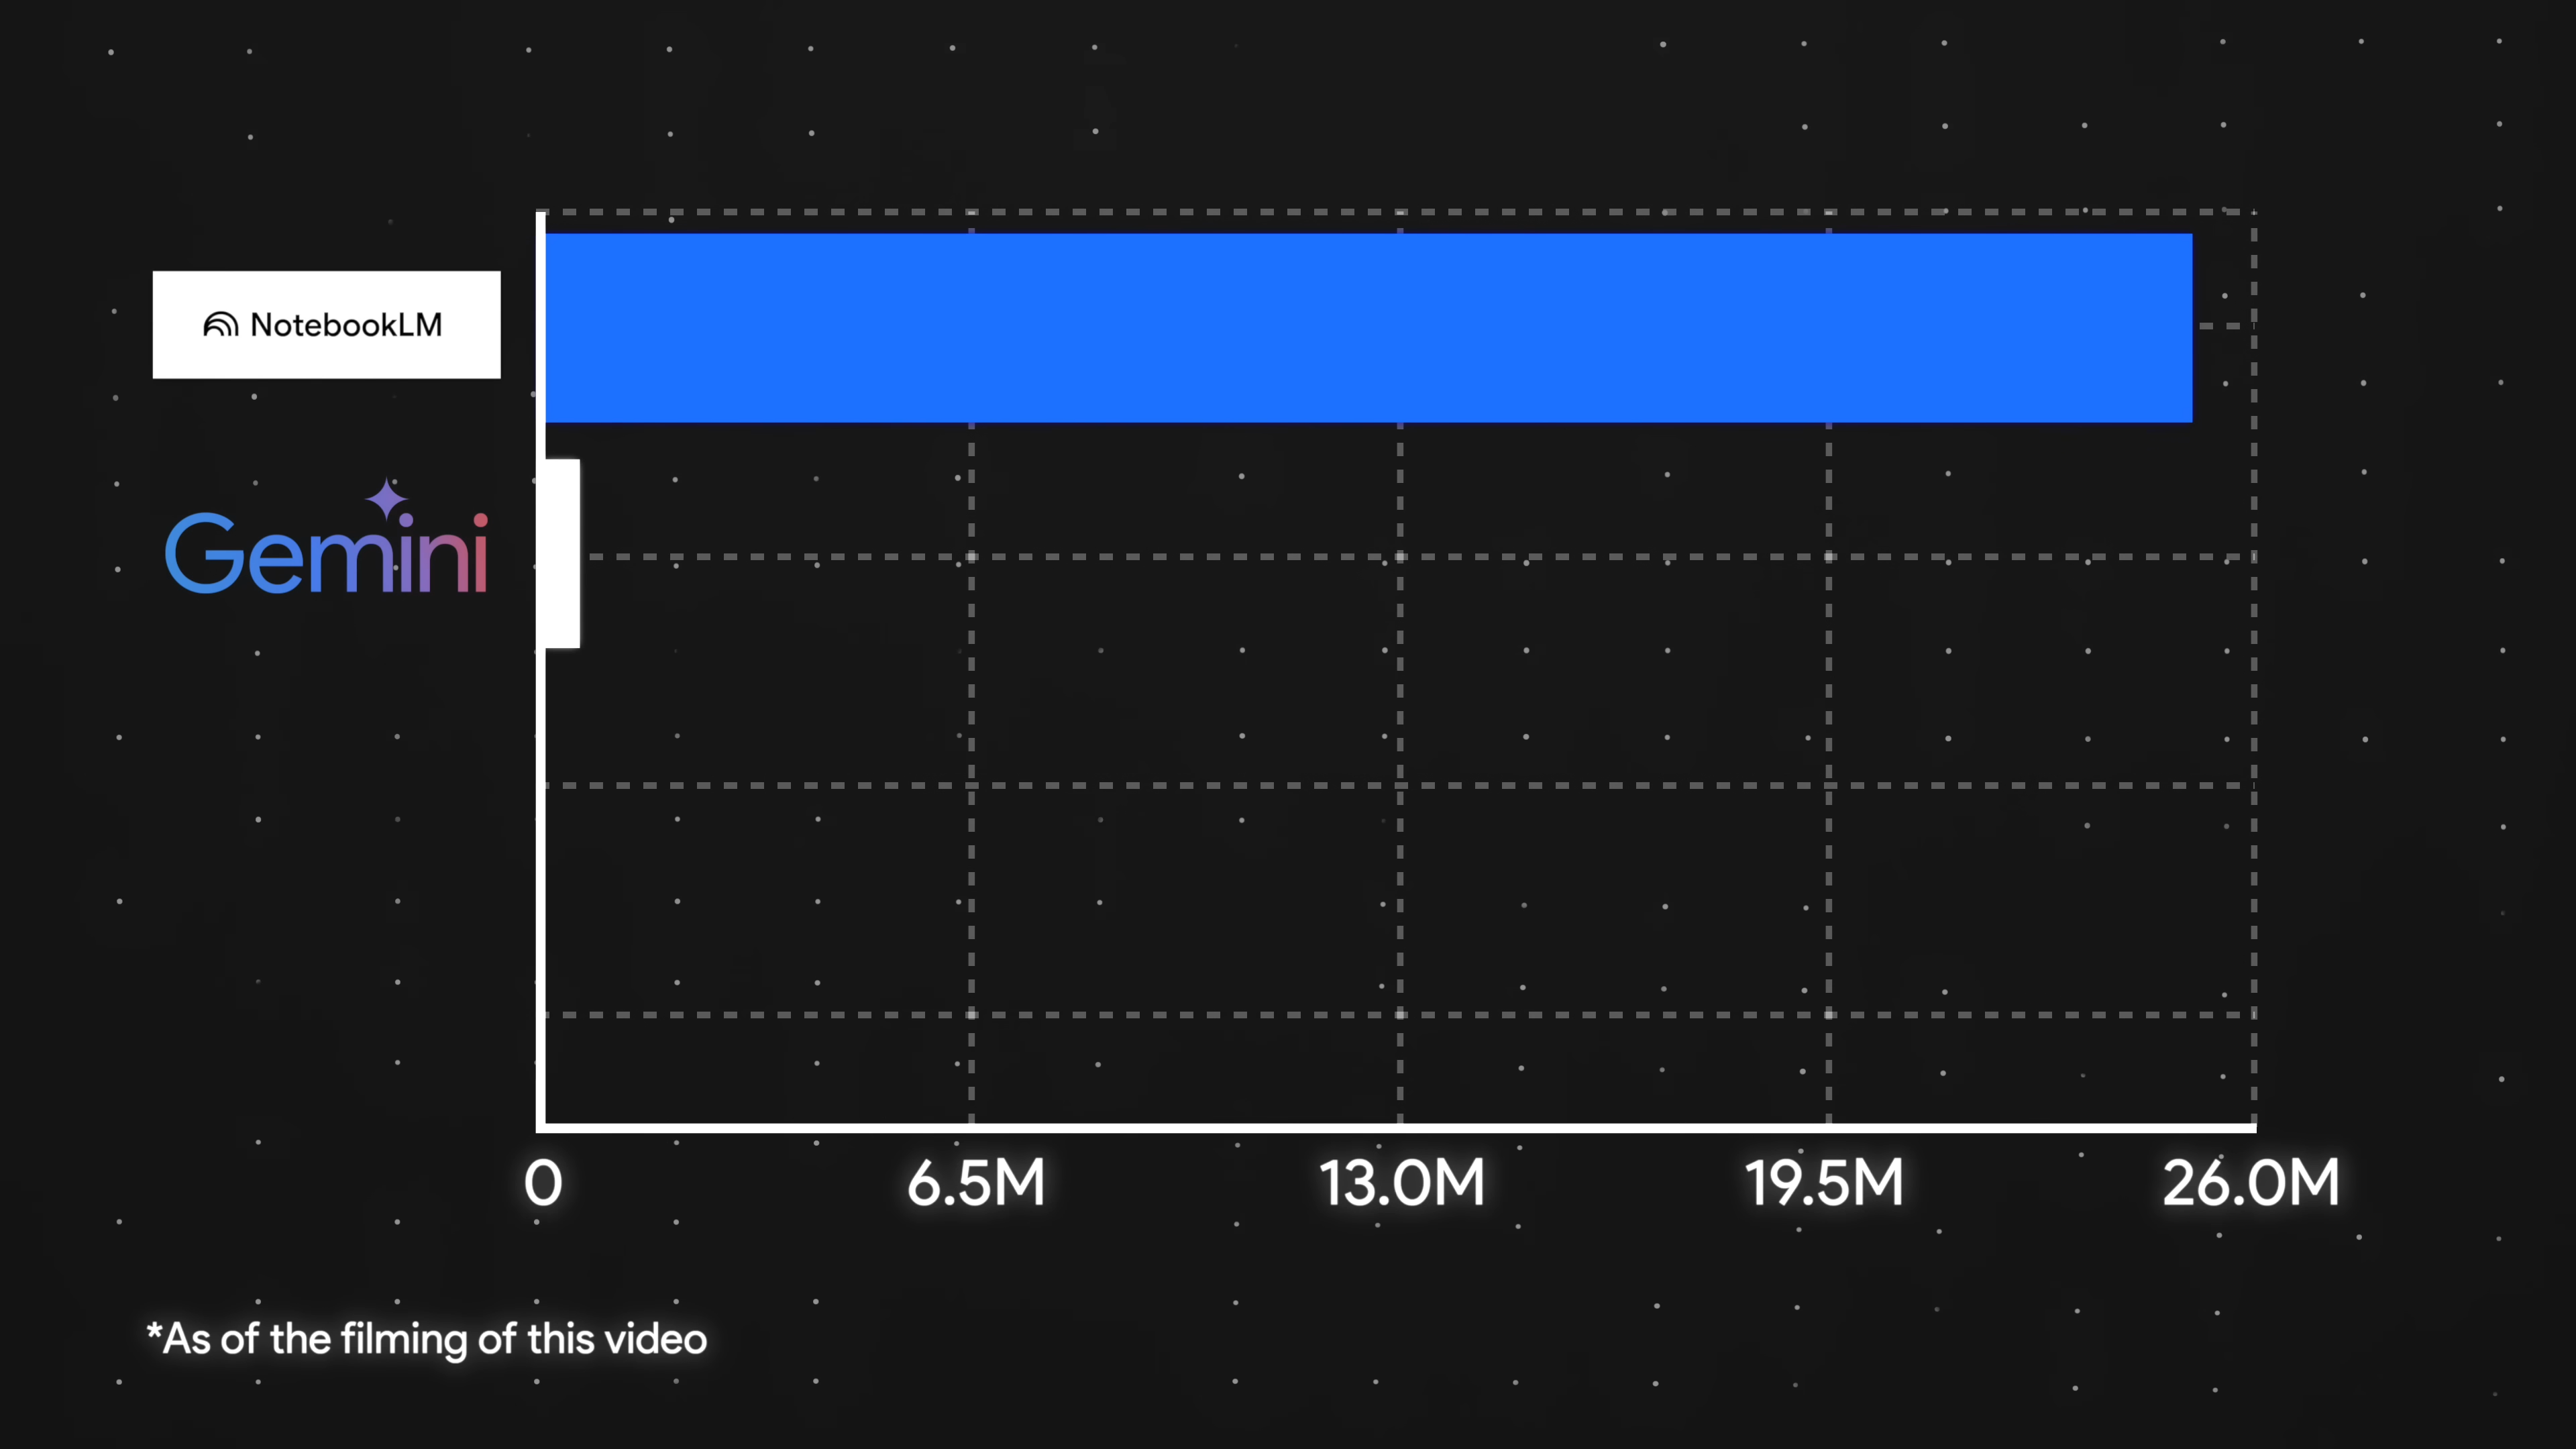 NotebookLM
Gemini
0 6.5M 13.0M 19.5M 26.0M
*As of the filming of this video